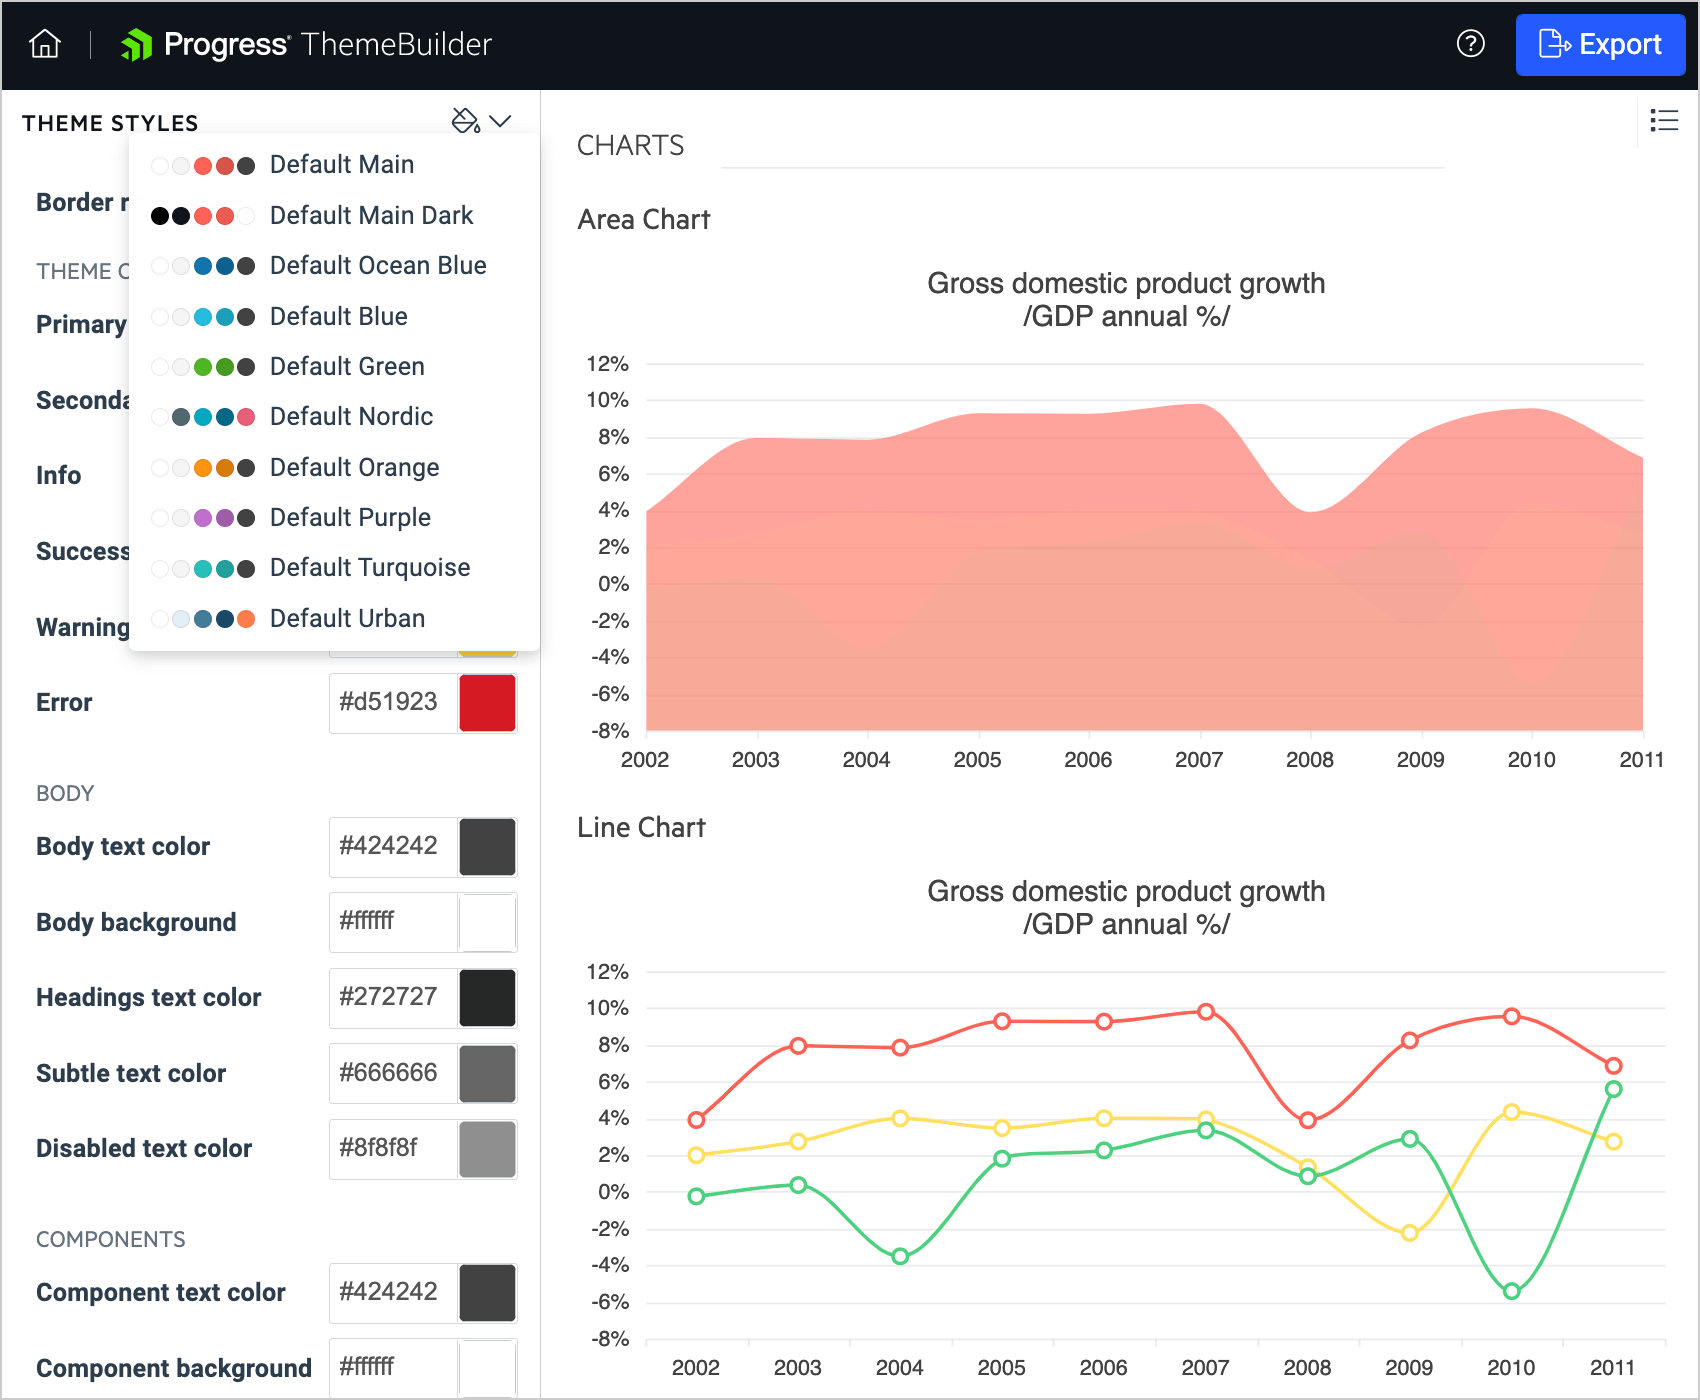 Progress® ThemeBuilder
Export
THEME STYLES
Default Main
Default Main Dark
Default Ocean Blue
Default Blue
Default Green
Default Nordic
Default Orange
Default Purple
Default Turquoise
Default Urban
Border r
THEME C
Primary
Seconda
Info
Success
Warning
Error #d51923
BODY
Body text color #424242
Body background #ffffff
Headings text color #272727
Subtle text color #666666
Disabled text color #8f8f8f
COMPONENTS
Component text color #424242
Component background #ffffff
CHARTS
Area Chart
Gross domestic product growth
/GDP annual %/
12%
10%
8%
6%
4%
2%
0%
-2%
-4%
-6%
-8%
2002 2003 2004 2005 2006 2007 2008 2009 2010 2011
Line Chart
Gross domestic product growth
/GDP annual %/
12%
10%
8%
6%
4%
2%
0%
-2%
-4%
-6%
-8%
2002 2003 2004 2005 2006 2007 2008 2009 2010 2011